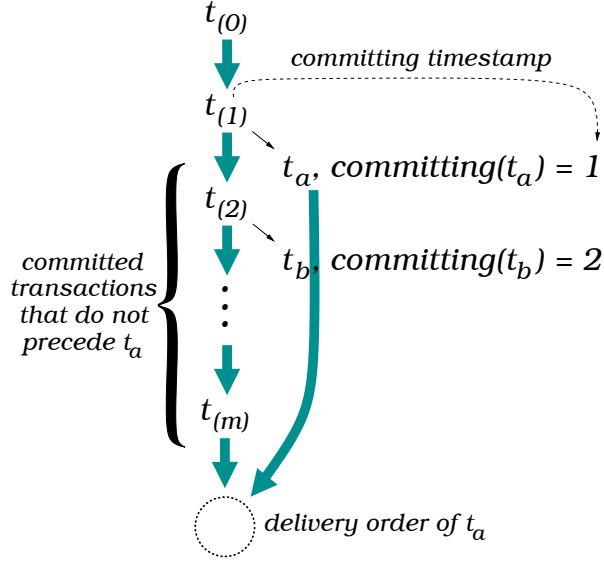 t(0)
committing timestamp
t(1)
ta, committing(ta) = 1
t(2)
tb, committing(tb) = 2
committed
transactions
that do not
precede ta
t(m)
delivery order of ta